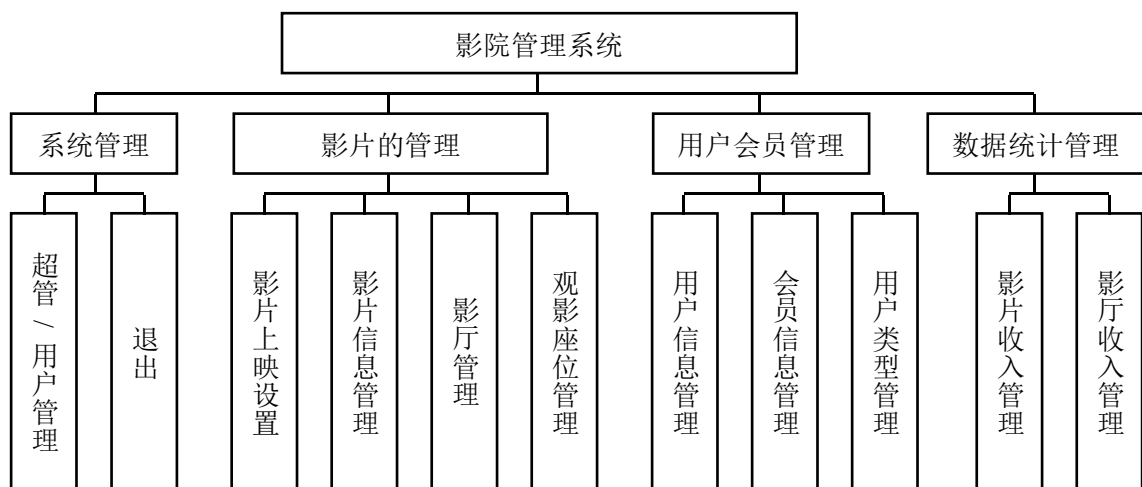 影院管理系统
系统管理
影片的管理
用户会员管理
数据统计管理
超管/用户管理
退出
影片上映设置
影片信息管理
影厅管理
观影座位管理
用户信息管理
会员信息管理
用户类型管理
影片收入管理
影厅收入管理